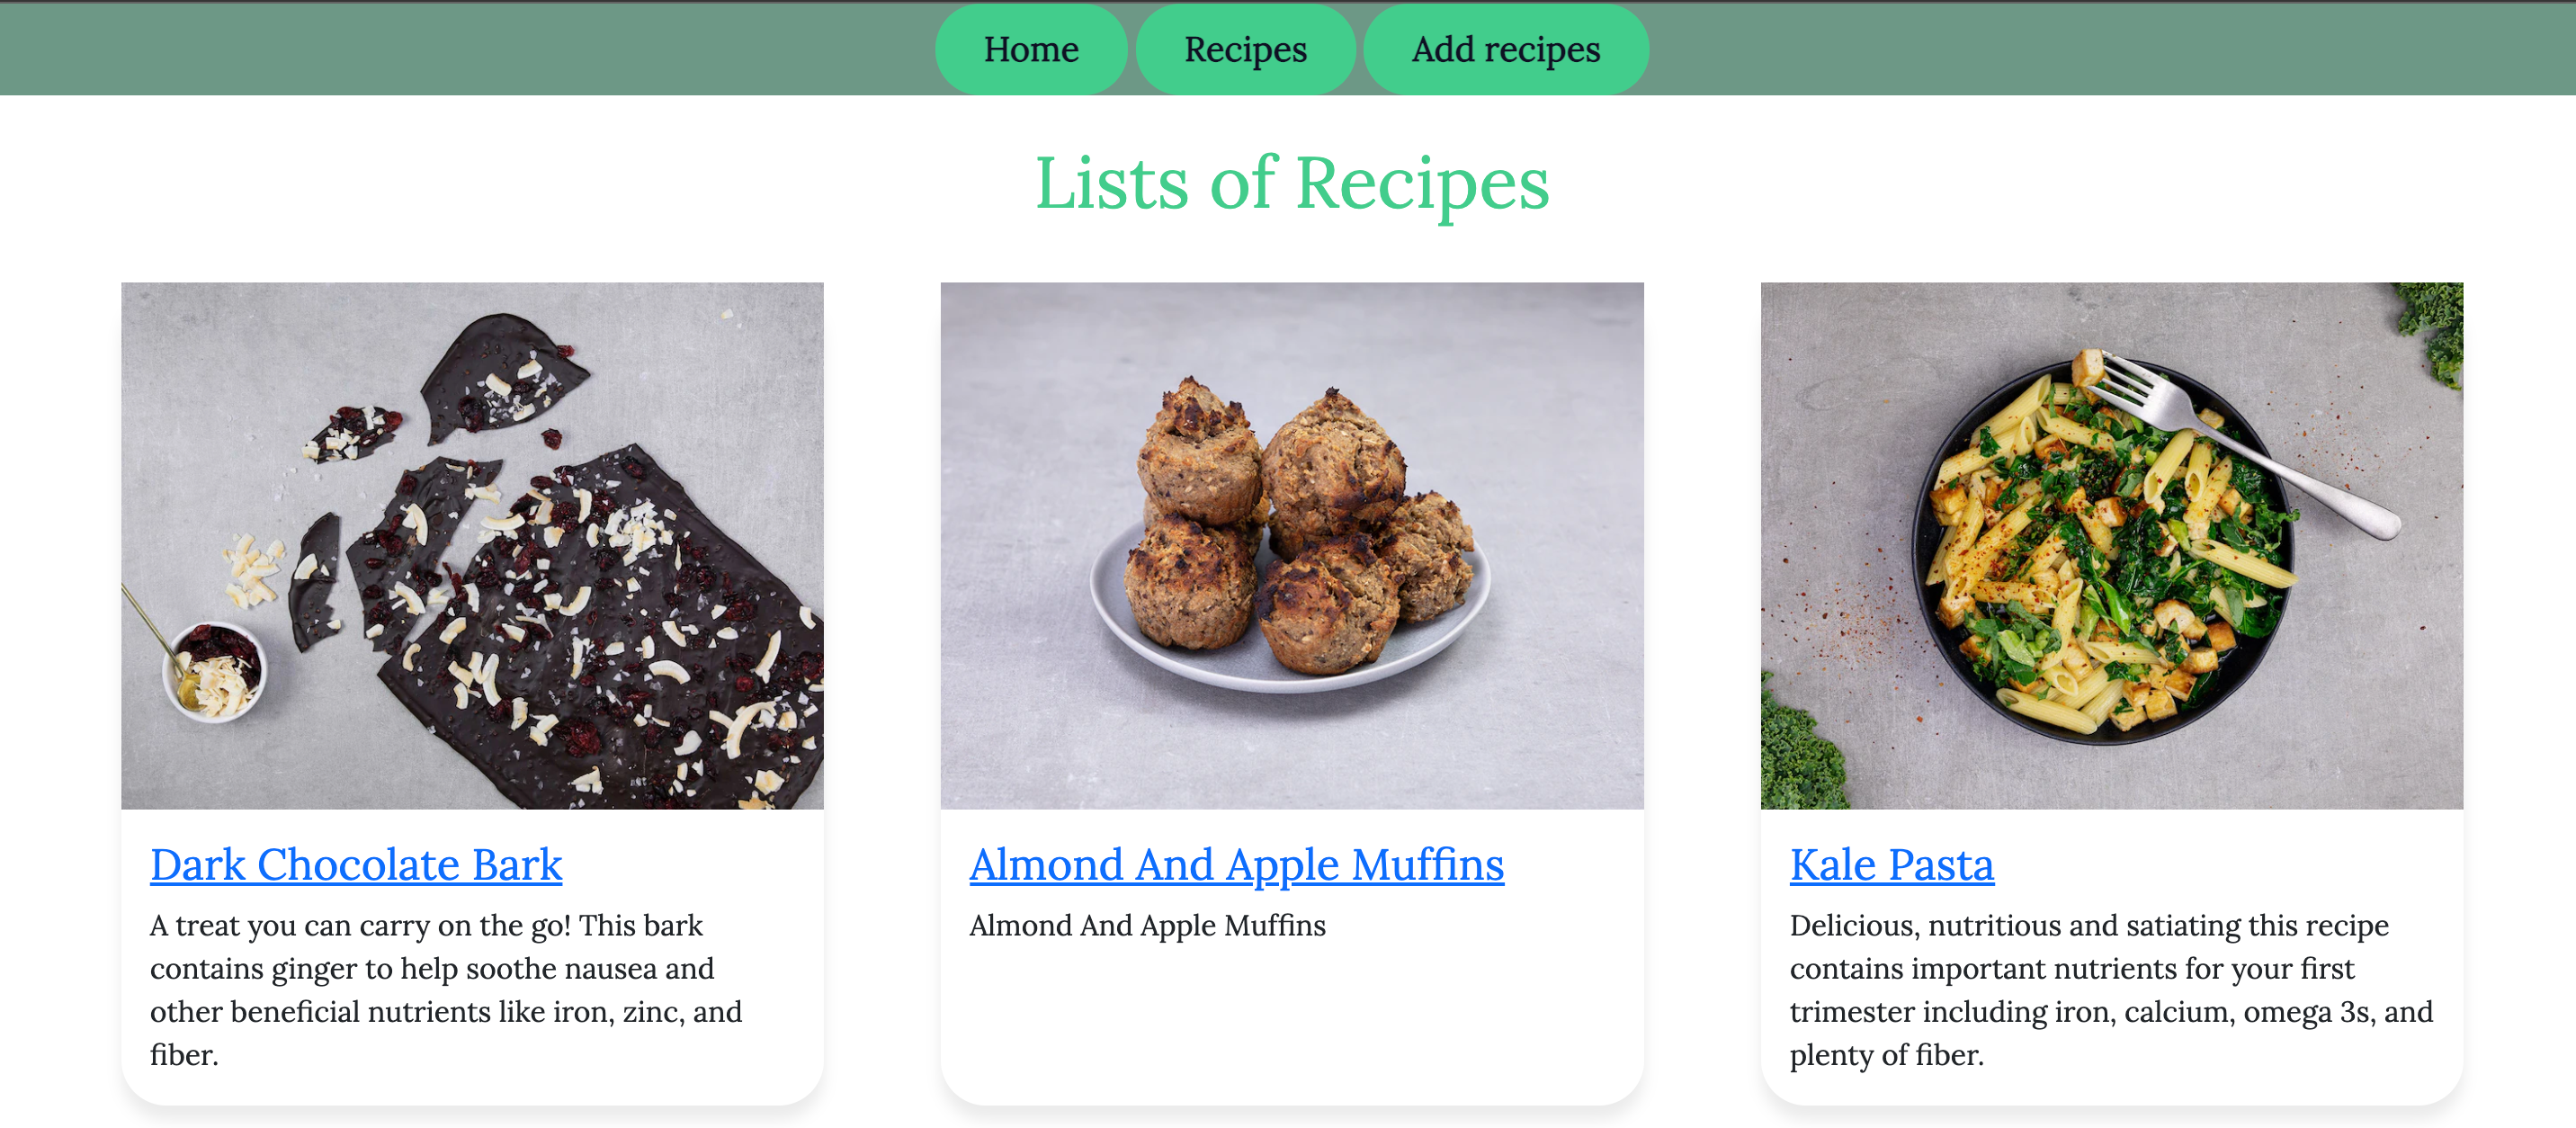 Home Recipes Add recipes
Lists of Recipes
Dark Chocolate Bark
A treat you can carry on the go! This bark
contains ginger to help soothe nausea and
other beneficial nutrients like iron, zinc, and
fiber.
Almond And Apple Muffins
Almond And Apple Muffins
Kale Pasta
Delicious, nutritious and satiating this recipe
contains important nutrients for your first
trimester including iron, calcium, omega 3s, and
plenty of fiber.